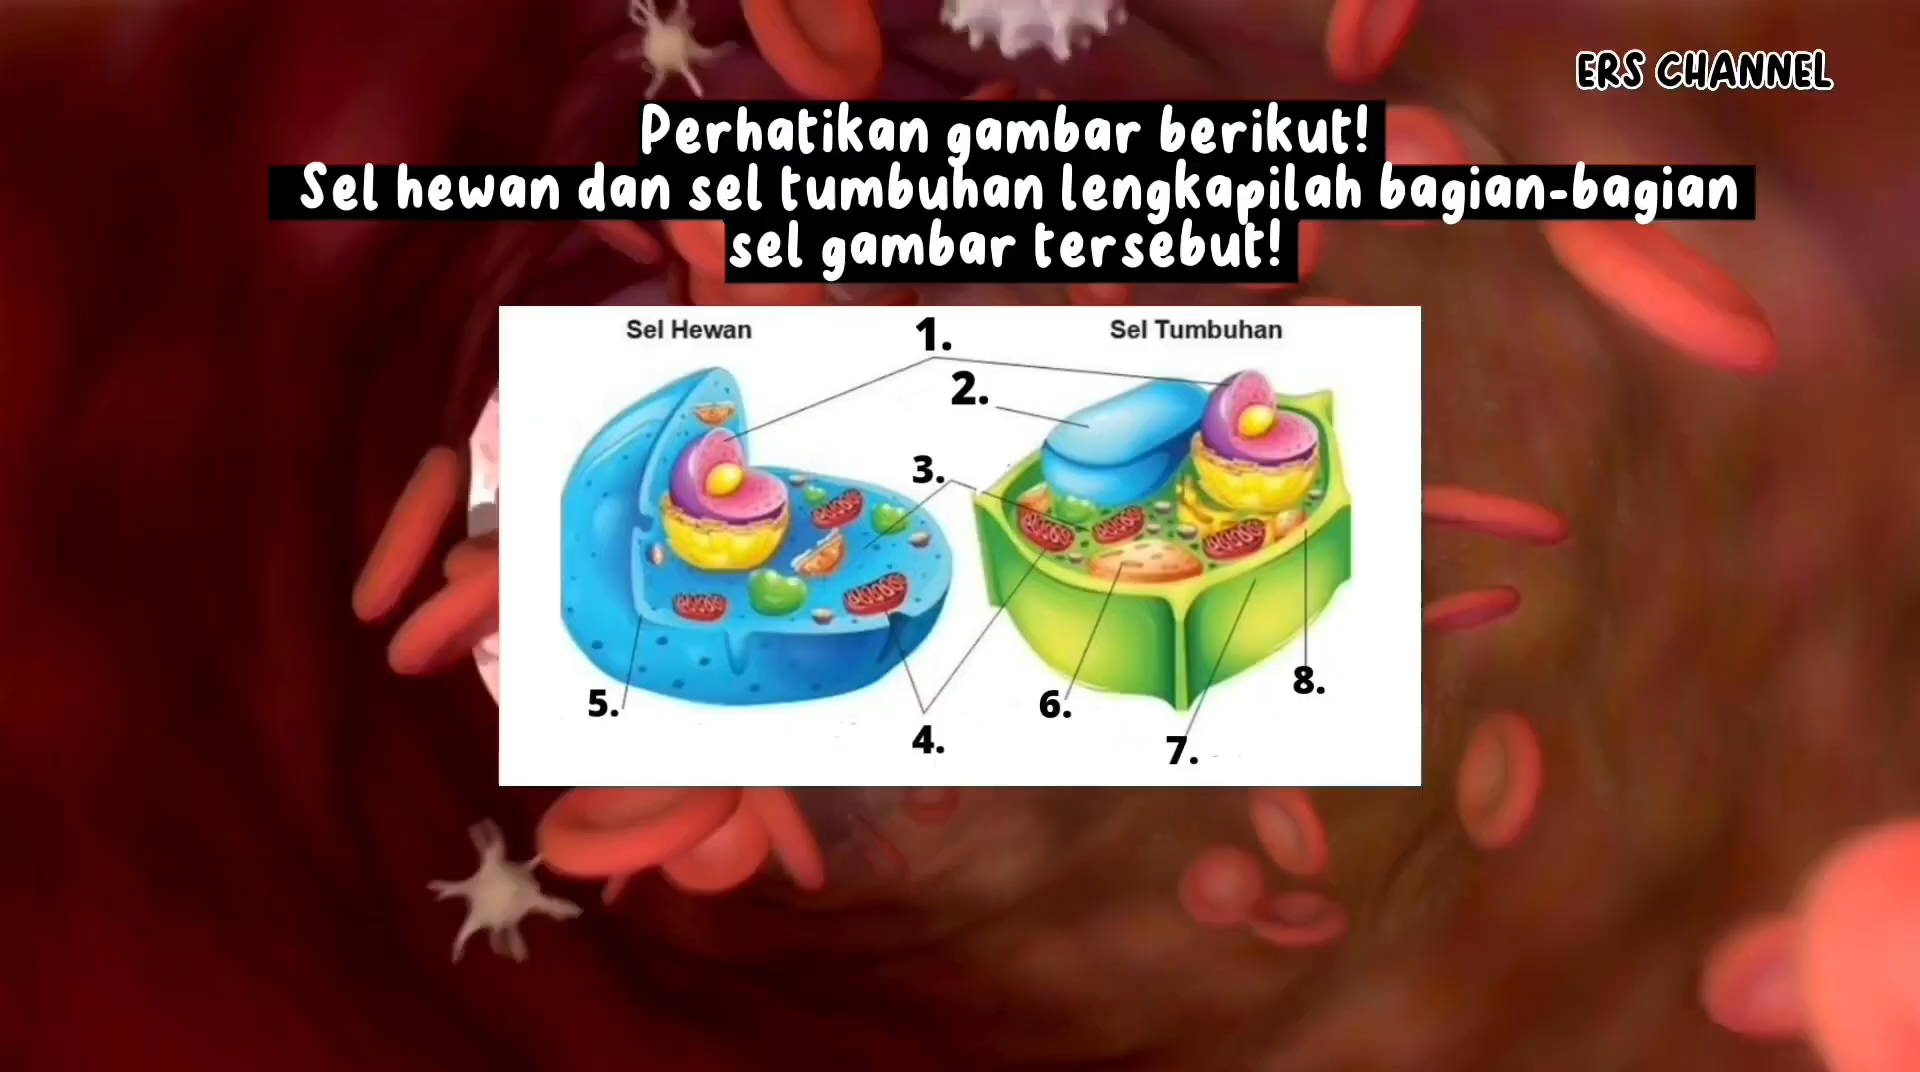 ERS CHANNEL
Perhatikan gambar berikut!
Sel hewan dan sel tumbuhan lengkapilah bagian-bagian
sel gambar tersebut!
Sel Hewan
1.
Sel Tumbuhan
2.
3.
8.
5.
6.
4.
7.